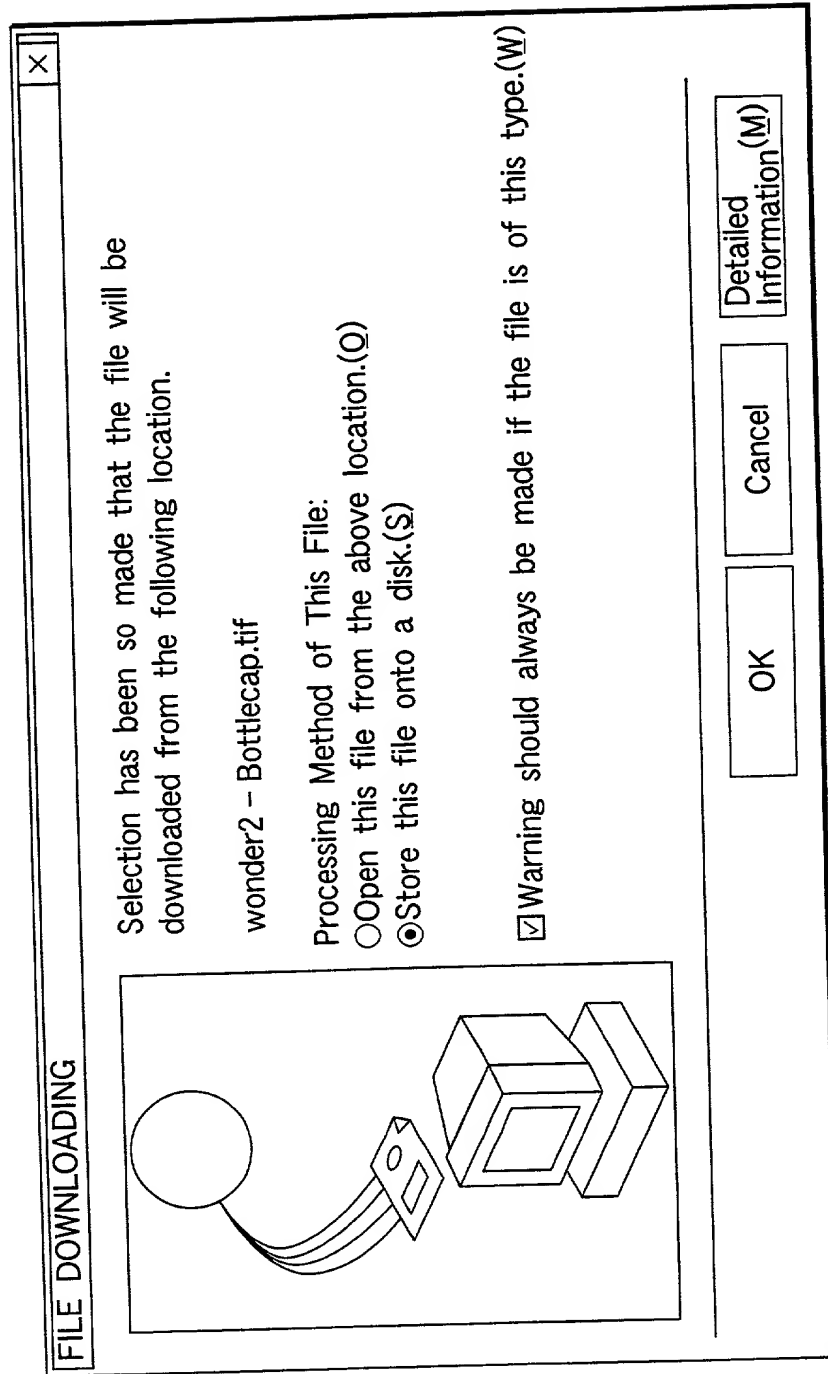 FILE DOWNLOADING
Selection has been so made that the file will be
downloaded from the following location.
wonder2 – Bottlecap.tif
Processing Method of This File:
Open this file from the above location.(O)
Store this file onto a disk.(S)
Warning should always be made if the file is of this type.(W)
OK
Cancel
Detailed
Information(M)